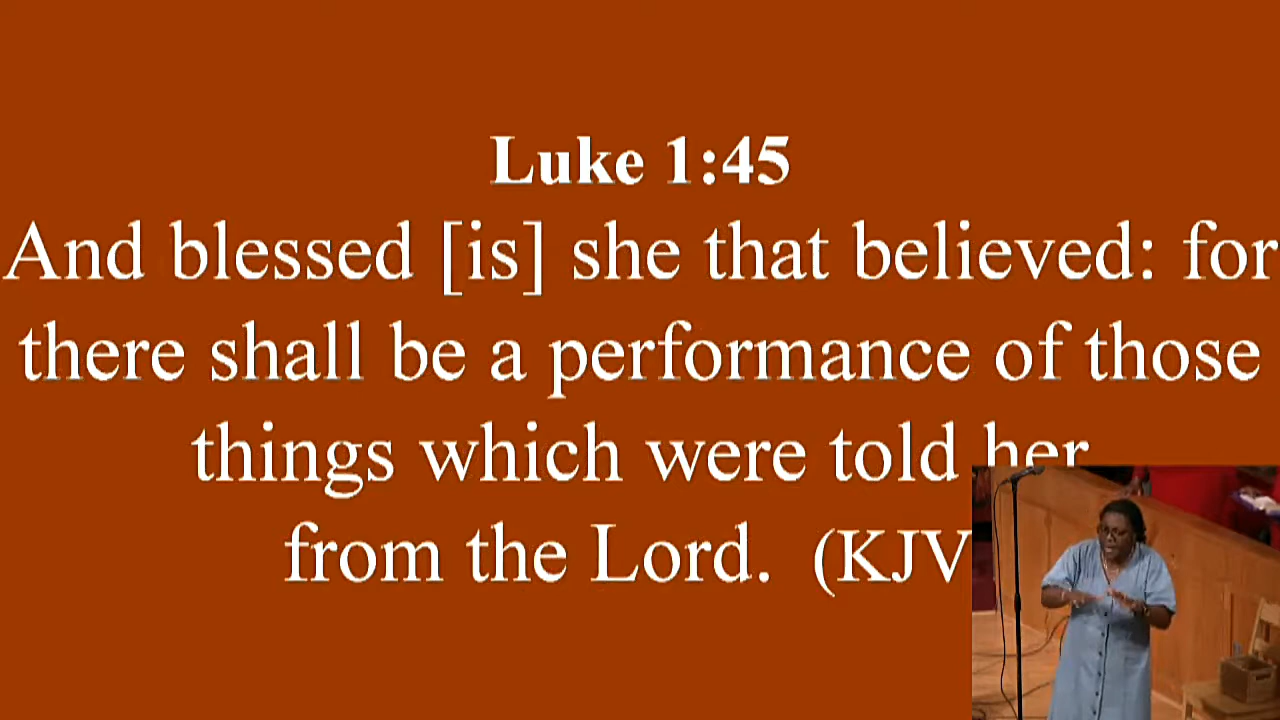 Luke 1:45
And blessed [is] she that believed: for
there shall be a performance of those
things which were told her
from the Lord. (KJV